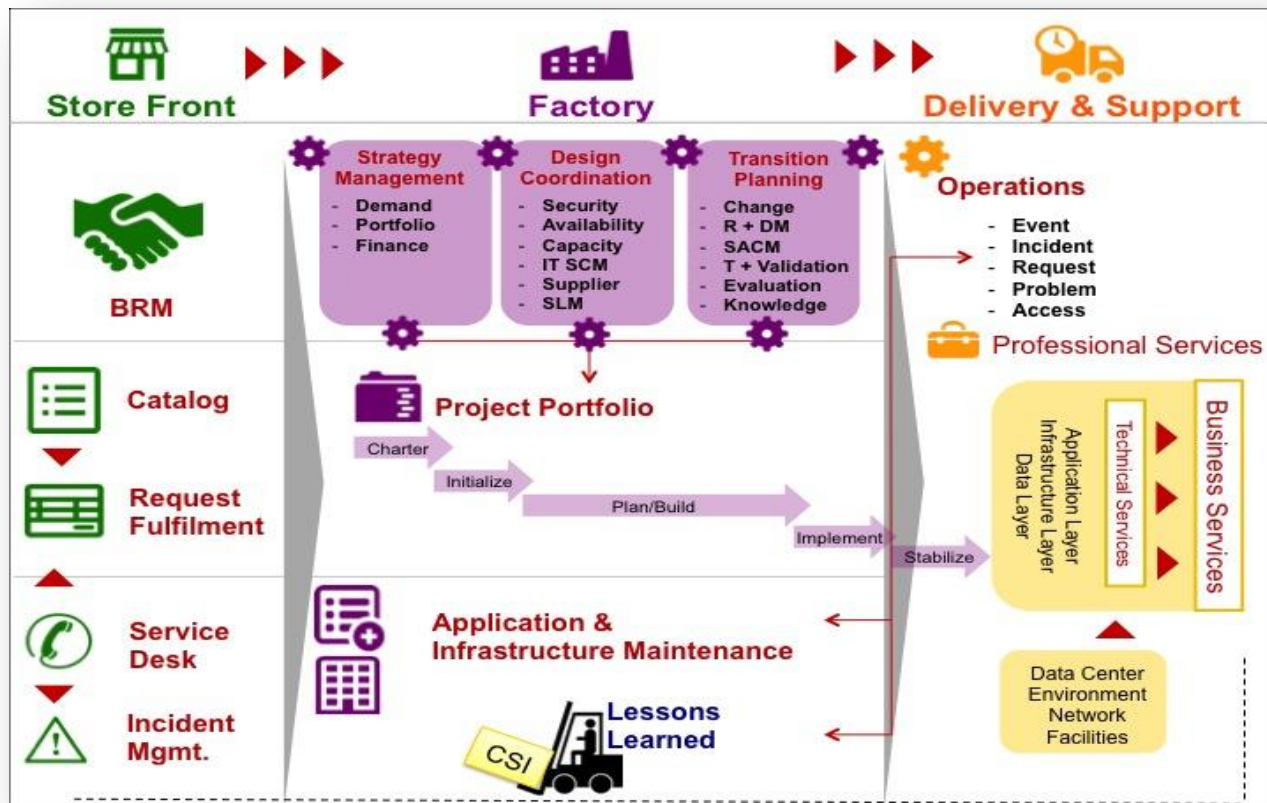 Store Front
Factory
Delivery & Support
BRM
Catalog
Request
Fulfilment
Service
Desk
Incident
Mgmt.
Strategy
Management
- Demand
- Portfolio
- Finance
Design
Coordination
- Security
- Availability
- Capacity
- IT SCM
- Supplier
- SLM
Transition
Planning
- Change
- R + DM
- SACM
- T + Validation
- Evaluation
- Knowledge
Project Portfolio
Charter
Initialize
Plan/Build
Implement
Stabilize
Application &
Infrastructure Maintenance
CSI
Lessons
Learned
Operations
- Event
- Incident
- Request
- Problem
- Access
Professional Services
Business Services
Technical Services
Application Layer
Infrastructure Layer
Data Layer
Data Center
Environment
Network
Facilities